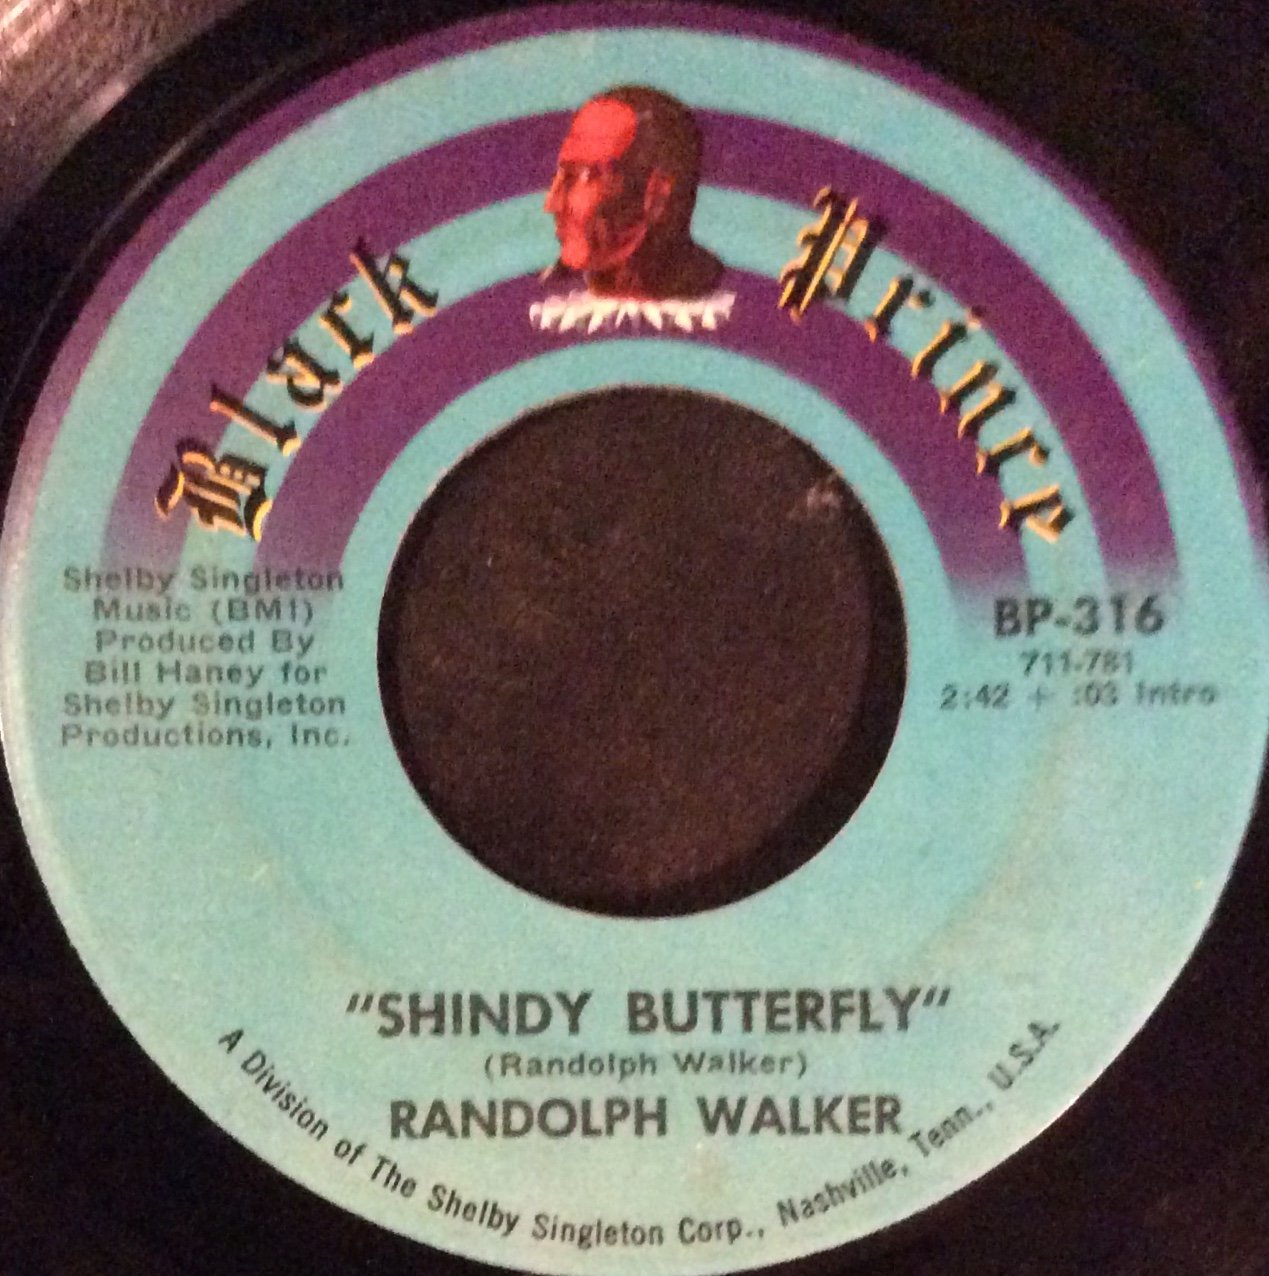 Black Prince
Shelby Singleton
Music (BMI)
Produced By
Bill Haney for
Shelby Singleton
Productions, Inc.
BP-316
711-781
2:42 + :03 Intro
"SHINDY BUTTERFLY"
(Randolph Walker)
RANDOLPH WALKER
A Division of The Shelby Singleton Corp., Nashville, Tenn., U.S.A.